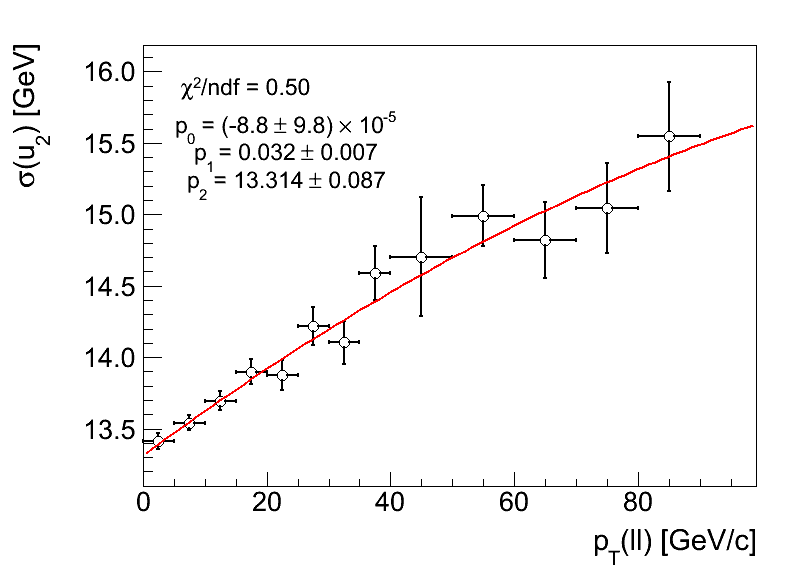 σ(u₂) [GeV]
16.0
15.5
15.0
14.5
14.0
13.5
χ²/ndf = 0.50
p₀ = (-8.8 ± 9.8) × 10⁻⁵
p₁ = 0.032 ± 0.007
p₂ = 13.314 ± 0.087
0 20 40 60 80
p_T(ll) [GeV/c]